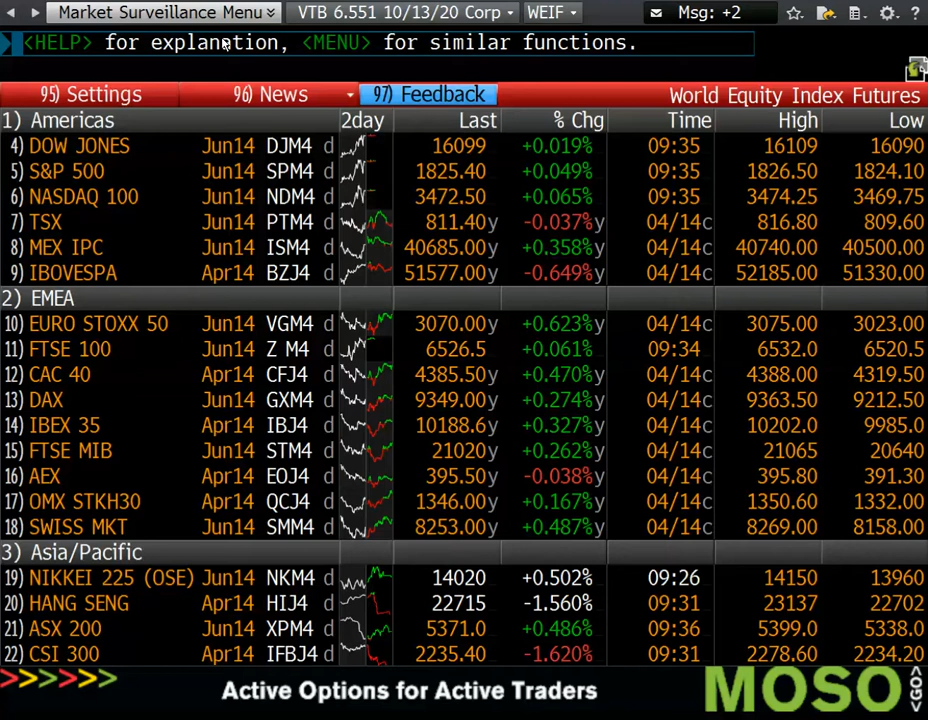 Market Surveillance Menu VTB 6.551 10/13/20 Corp WEIF Msg: +2 ?
<HELP> for explanation, <MENU> for similar functions.
95) Settings 96) News 97) Feedback World Equity Index Futures
1) Americas 2day Last % Chg Time High Low
4) DOW JONES Jun14 DJM4 d 16099 +0.019% 09:35 16109 16090
5) S&P 500 Jun14 SPM4 d 1825.40 +0.049% 09:35 1826.50 1824.10
6) NASDAQ 100 Jun14 NDM4 d 3472.50 +0.065% 09:35 3474.25 3469.75
7) TSX Jun14 PTM4 d 811.40y -0.037%y 04/14c 816.80 809.60
8) MEX IPC Jun14 ISM4 d 40685.00y +0.358%y 04/14c 40740.00 40500.00
9) IBOVESPA Apr14 BZJ4 d 51577.00y -0.649%y 04/14c 52185.00 51330.00
2) EMEA
10) EURO STOXX 50 Jun14 VGM4 d 3070.00y +0.623%y 04/14c 3075.00 3023.00
11) FTSE 100 Jun14 Z M4 d 6526.5 +0.061% 09:34 6532.0 6520.5
12) CAC 40 Apr14 CFJ4 d 4385.50y +0.470%y 04/14c 4388.00 4319.50
13) DAX Jun14 GXM4 d 9349.00y +0.274%y 04/14c 9363.50 9212.50
14) IBEX 35 Apr14 IBJ4 d 10188.6y +0.327%y 04/14c 10202.0 9985.0
15) FTSE MIB Jun14 STM4 d 21020y +0.262%y 04/14c 21065 20640
16) AEX Apr14 EOJ4 d 395.50y -0.038%y 04/14c 395.80 391.30
17) OMX STKH30 Apr14 QCJ4 d 1346.00y +0.167%y 04/14c 1350.60 1332.00
18) SWISS MKT Jun14 SMM4 d 8253.00y +0.487%y 04/14c 8269.00 8158.00
3) Asia/Pacific
19) NIKKEI 225 (OSE) Jun14 NKM4 d 14020 +0.502% 09:26 14150 13960
20) HANG SENG Apr14 HIJ4 d 22715 -1.560% 09:31 23137 22702
21) ASX 200 Jun14 XPM4 d 5371.0 +0.486% 09:36 5399.0 5338.0
22) CSI 300 Apr14 IFBJ4 d 2235.40 -1.620% 09:31 2278.60 2234.20
Active Options for Active Traders MOSO <GO>